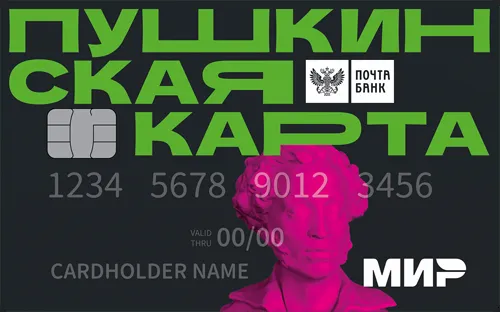 ПУШКИН
СКАЯ
ПОЧТА
БАНК
КАРТА
1234 5678 9012 3456
VALID
THRU 00/00
CARDHOLDER NAME
МИР